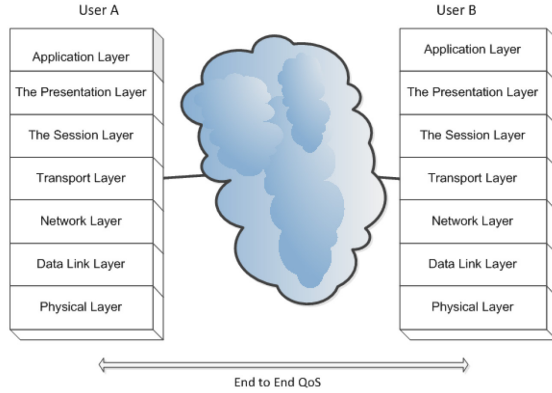 User A
Application Layer
The Presentation Layer
The Session Layer
Transport Layer
Network Layer
Data Link Layer
Physical Layer
User B
Application Layer
The Presentation Layer
The Session Layer
Transport Layer
Network Layer
Data Link Layer
Physical Layer
End to End QoS